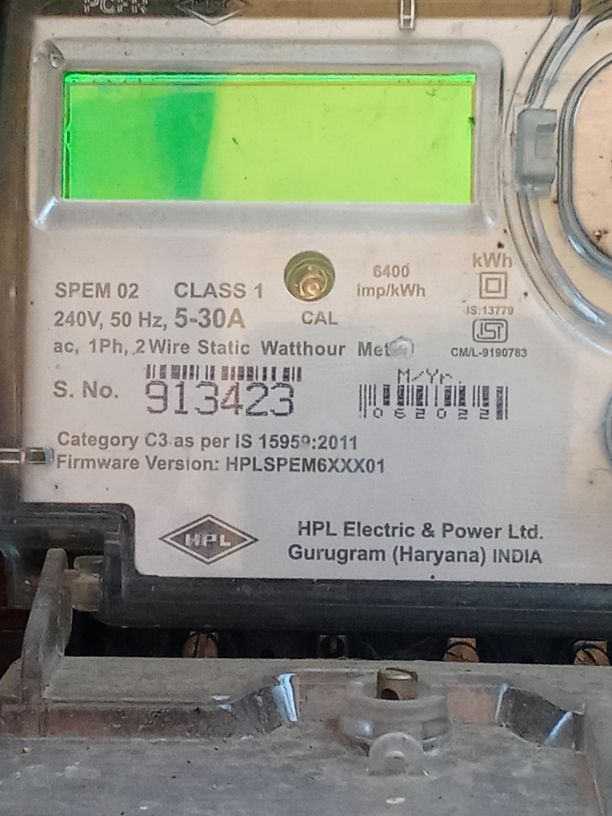 kWh
6400
SPEM 02 CLASS 1
imp/kWh
IS:13779
240V, 50 Hz, 5-30A
CAL
ISI
ac, 1Ph, 2 Wire Static Watthour
CM/L-9190783
M/Yr.
S. No. 913423
062022
Category C3 as per IS 15959:2011
Firmware Version: HPLSPEM6XXX01
HPL
HPL Electric & Power Ltd.
Gurugram (Haryana) INDIA